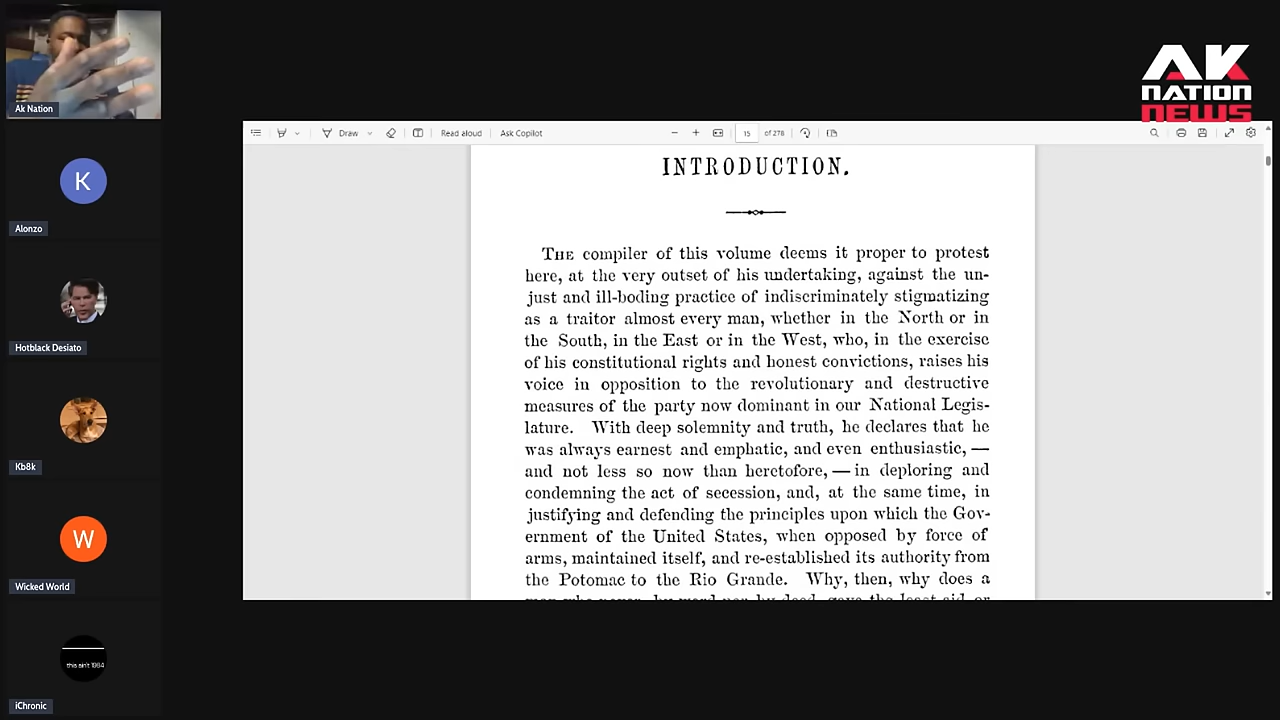 Ak Nation
Alonzo
K
Hotblack Desiato
Kb8k
W
Wicked World
this ain't 1984
iChronic
AK
NATION
NEWS
Draw
Read aloud
Ask Copilot
15
of 278
INTRODUCTION.
THE compiler of this volume deems it proper to protest
here, at the very outset of his undertaking, against the un-
just and ill-boding practice of indiscriminately stigmatizing
as a traitor almost every man, whether in the North or in
the South, in the East or in the West, who, in the exercise
of his constitutional rights and honest convictions, raises his
voice in opposition to the revolutionary and destructive
measures of the party now dominant in our National Legis-
lature. With deep solemnity and truth, he declares that he
was always earnest and emphatic, and even enthusiastic, —
and not less so now than heretofore, — in deploring and
condemning the act of secession, and, at the same time, in
justifying and defending the principles upon which the Gov-
ernment of the United States, when opposed by force of
arms, maintained itself, and re-established its authority from
the Potomac to the Rio Grande. Why, then, why does a